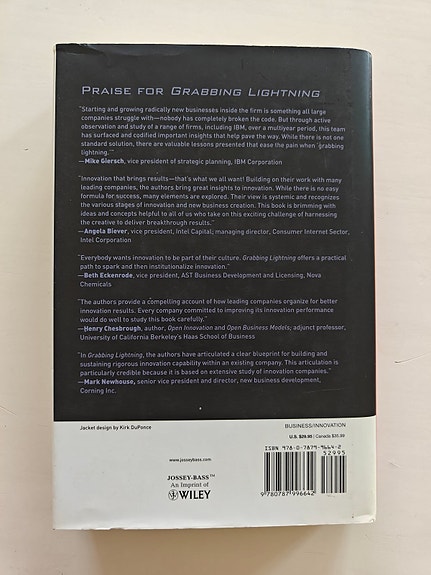 PRAISE FOR GRABBING LIGHTNING
"Starting and growing radically new businesses inside the firm is something all large
companies struggle with—nobody has completely broken the code. But through active
observation and study of a range of firms, including IBM, over a multiyear period, this team
has surfaced and codified important insights that help pave the way. While there is not one
standard solution, there are valuable lessons presented that ease the pain when 'grabbing
lightning.'"
—Mike Giersch, vice president of strategic planning, IBM Corporation
"Innovation that brings results—that's what we all want! Building on their work with many
leading companies, the authors bring great insights to innovation. While there is no easy
formula for success, many elements are explored. Their view is systemic and recognizes
the various stages of innovation and new business creation. This book is brimming with
ideas and concepts helpful to all of us who take on this exciting challenge of harnessing
the creative to deliver breakthrough results."
—Angela Biever, vice president, Intel Capital; managing director, Consumer Internet Sector,
Intel Corporation
"Everybody wants innovation to be part of their culture. Grabbing Lightning offers a practical
path to spark and then institutionalize innovation."
—Beth Eckenrode, vice president, AST Business Development and Licensing, Nova
Chemicals
"The authors provide a compelling account of how leading companies organize for better
innovation results. Every company committed to improving its innovation performance
would do well to study this book carefully."
—Henry Chesbrough, author, Open Innovation and Open Business Models; adjunct professor,
University of California Berkeley's Haas School of Business
"In Grabbing Lightning, the authors have articulated a clear blueprint for building and
sustaining rigorous innovation capability within an existing company. This articulation is
particularly credible because it is based on extensive study of innovation companies."
—Mark Newhouse, senior vice president and director, new business development,
Corning Inc.
Jacket design by Kirk DuPonce
BUSINESS/INNOVATION
U.S. $29.95 | Canada $35.99
ISBN 978-0-7879-9664-2
52995
www.josseybass.com
JOSSEY-BASS™
An Imprint of
WILEY
9 780787 996642